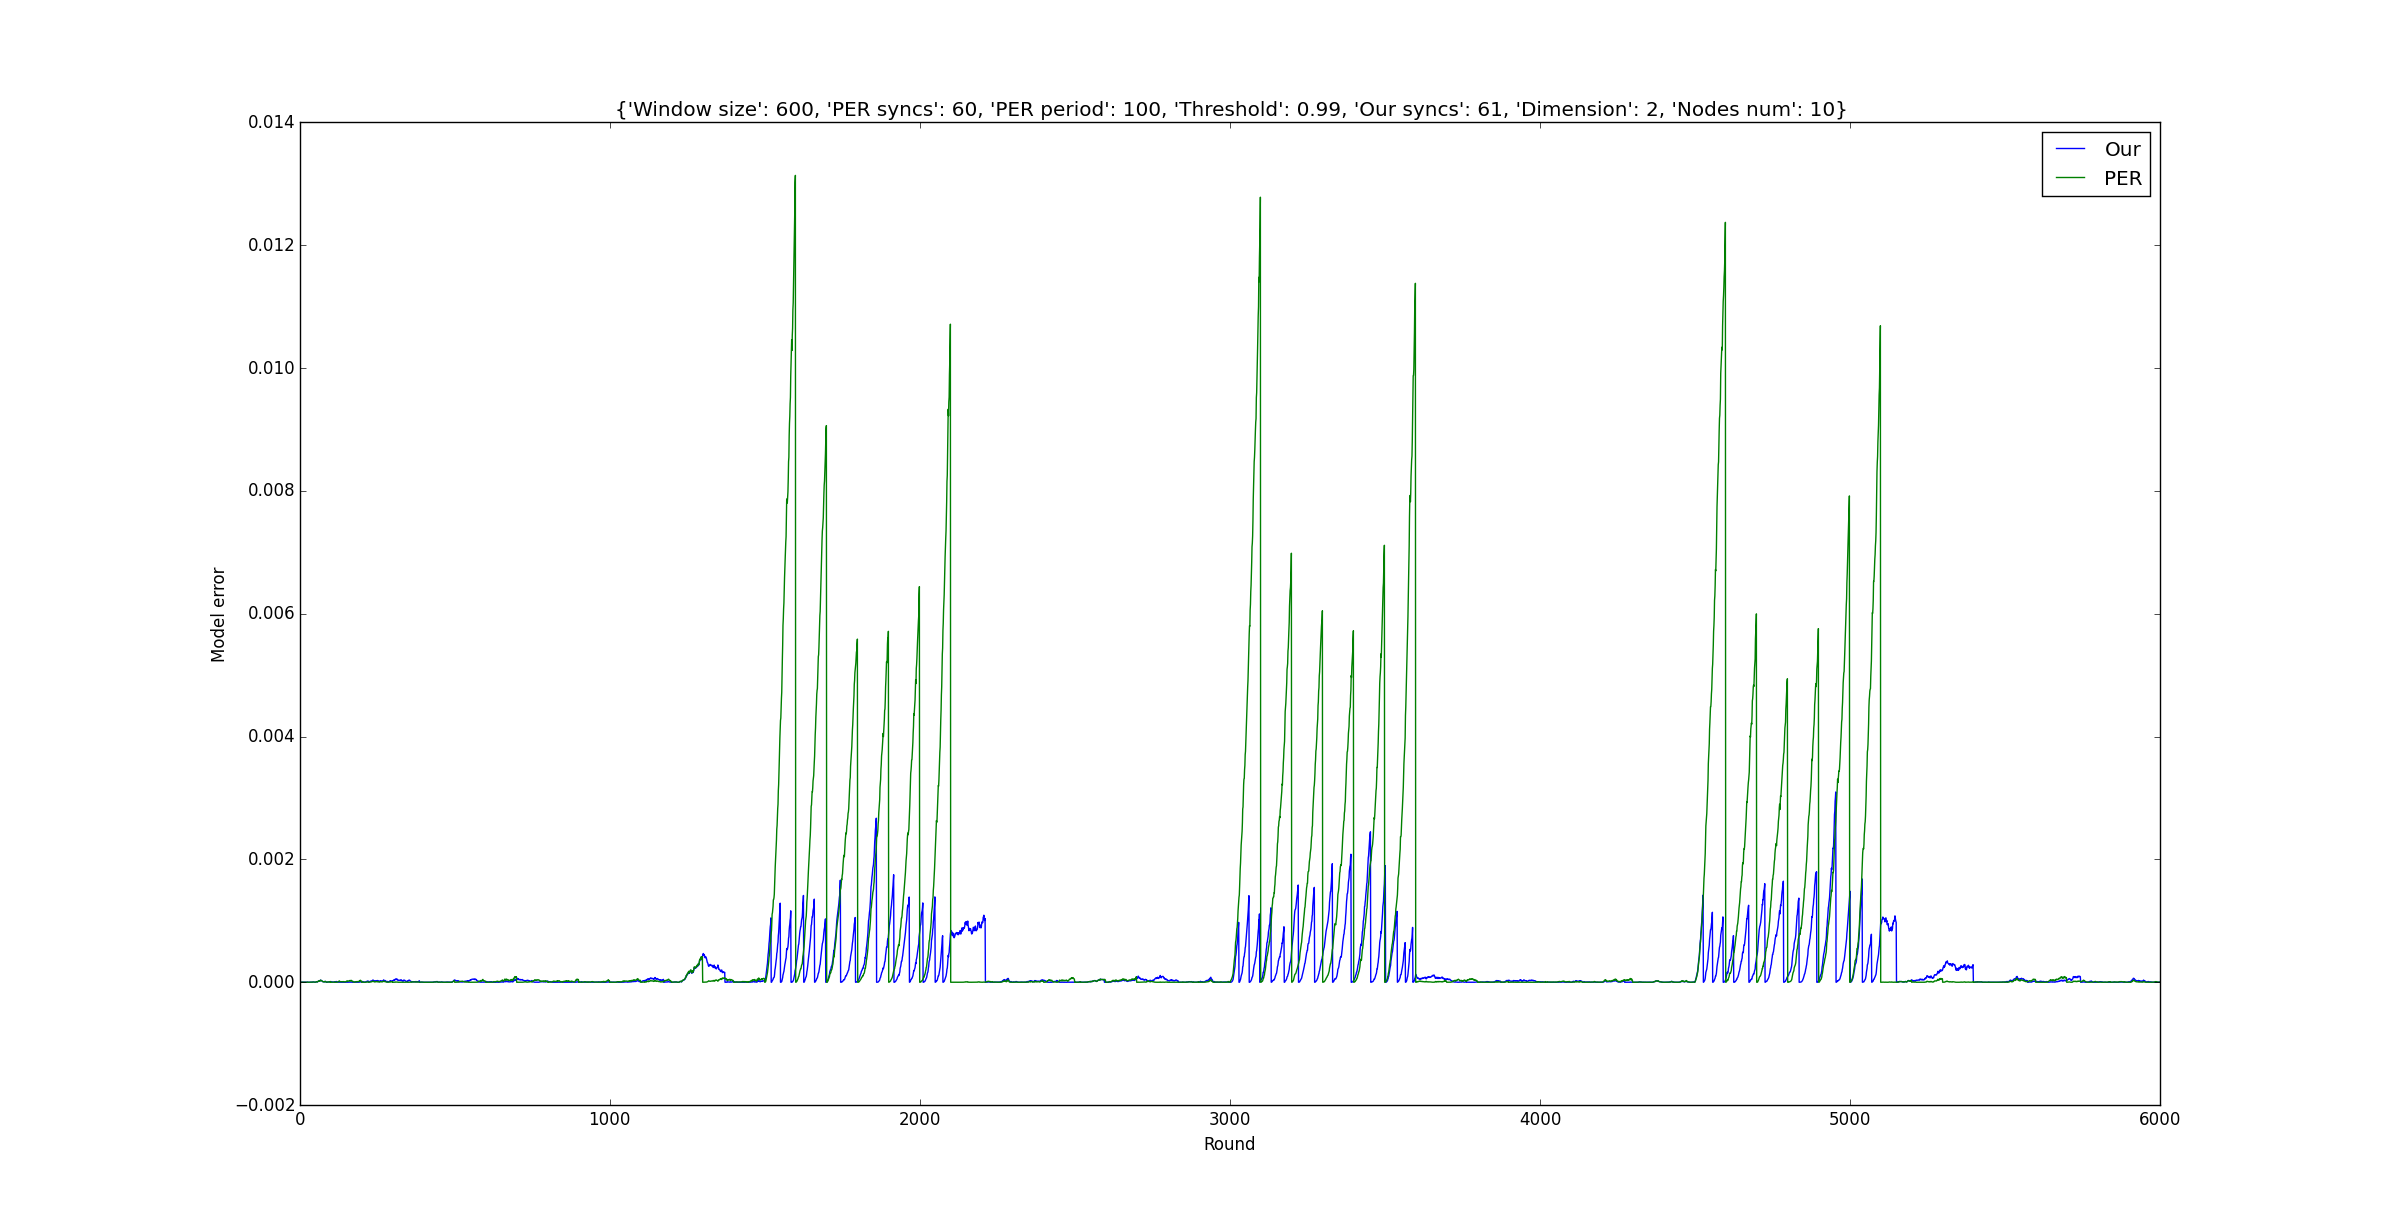 {'Window size': 600, 'PER syncs': 60, 'PER period': 100, 'Threshold': 0.99, 'Our syncs': 61, 'Dimension': 2, 'Nodes num': 10}
Our
PER
0.014
0.012
0.010
0.008
0.006
0.004
0.002
0.000
−0.002
Model error
0 1000 2000 3000 4000 5000 6000
Round